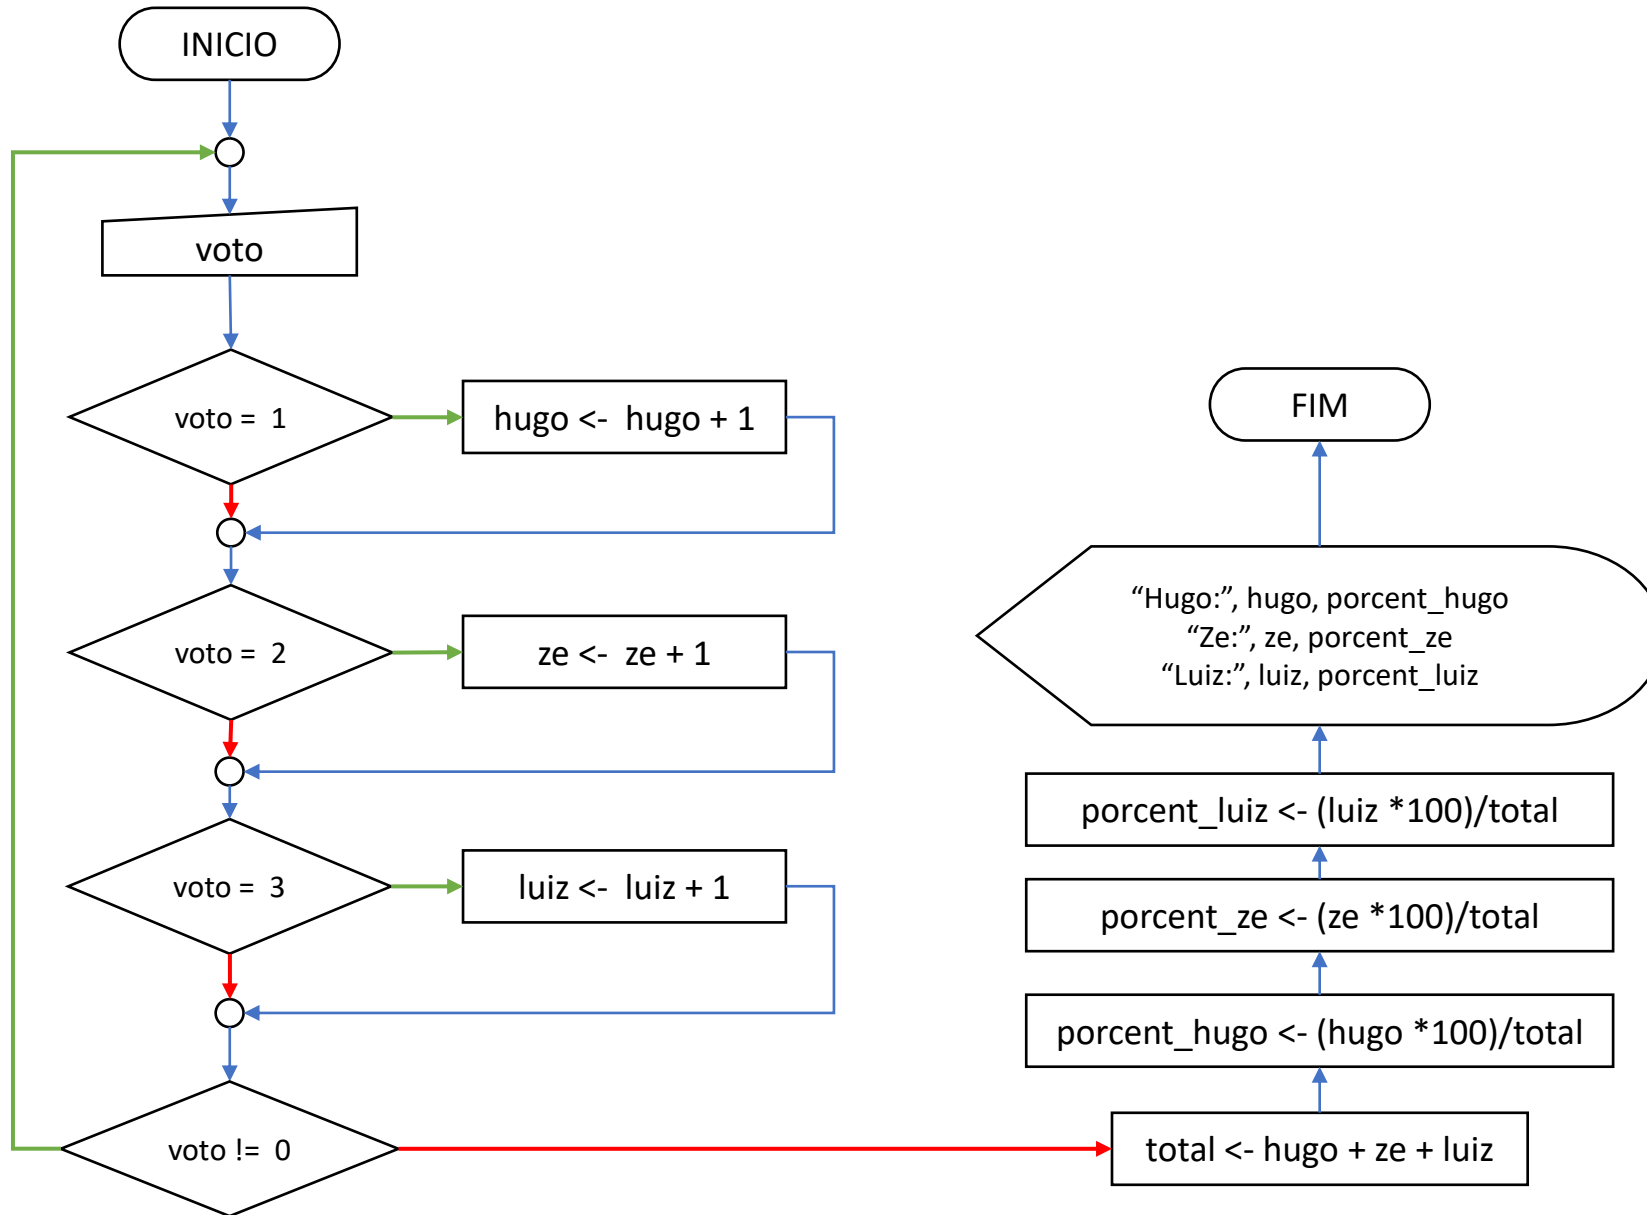 INICIO
voto
voto = 1
hugo <- hugo + 1
voto = 2
ze <- ze + 1
voto = 3
luiz <- luiz + 1
voto != 0
total <- hugo + ze + luiz
porcent_hugo <- (hugo *100)/total
porcent_ze <- (ze *100)/total
porcent_luiz <- (luiz *100)/total
“Hugo:”, hugo, porcent_hugo
“Ze:”, ze, porcent_ze
“Luiz:”, luiz, porcent_luiz
FIM